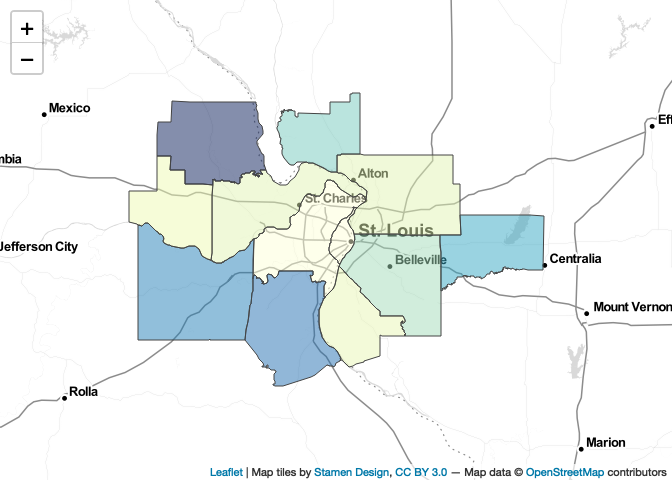 +
−
Mexico
Eff
mbia
Alton
St. Charles
St. Louis
Jefferson City
Belleville
Centralia
Mount Vernon
Rolla
Marion
Leaflet | Map tiles by Stamen Design, CC BY 3.0 — Map data © OpenStreetMap contributors